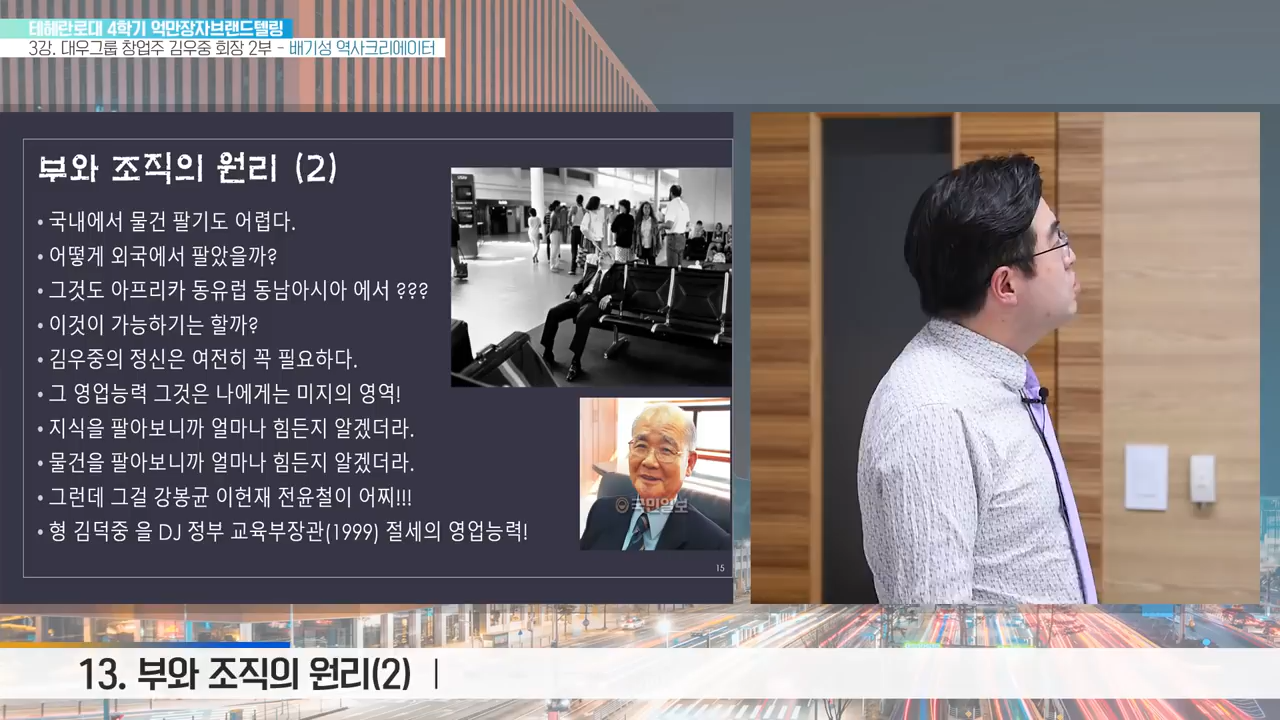 테헤란로대 4학기 억만장자브랜드텔링
3강. 대우그룹 창업주 김우중 회장 2부 - 배기성 역사크리에이터
부와 조직의 원리 (2)
• 국내에서 물건 팔기도 어렵다.
• 어떻게 외국에서 팔았을까?
• 그것도 아프리카 동유럽 동남아시아 에서 ???
• 이것이 가능하기는 할까?
• 김우중의 정신은 여전히 꼭 필요하다.
• 그 영업능력 그것은 나에게는 미지의 영역!
• 지식을 팔아보니까 얼마나 힘든지 알겠더라.
• 물건을 팔아보니까 얼마나 힘든지 알겠더라.
• 그런데 그걸 강봉균 이헌재 전윤철이 어찌!!!
• 형 김덕중 을 DJ 정부 교육부장관(1999) 절세의 영업능력!
국민일보
15
13. 부와 조직의 원리(2)